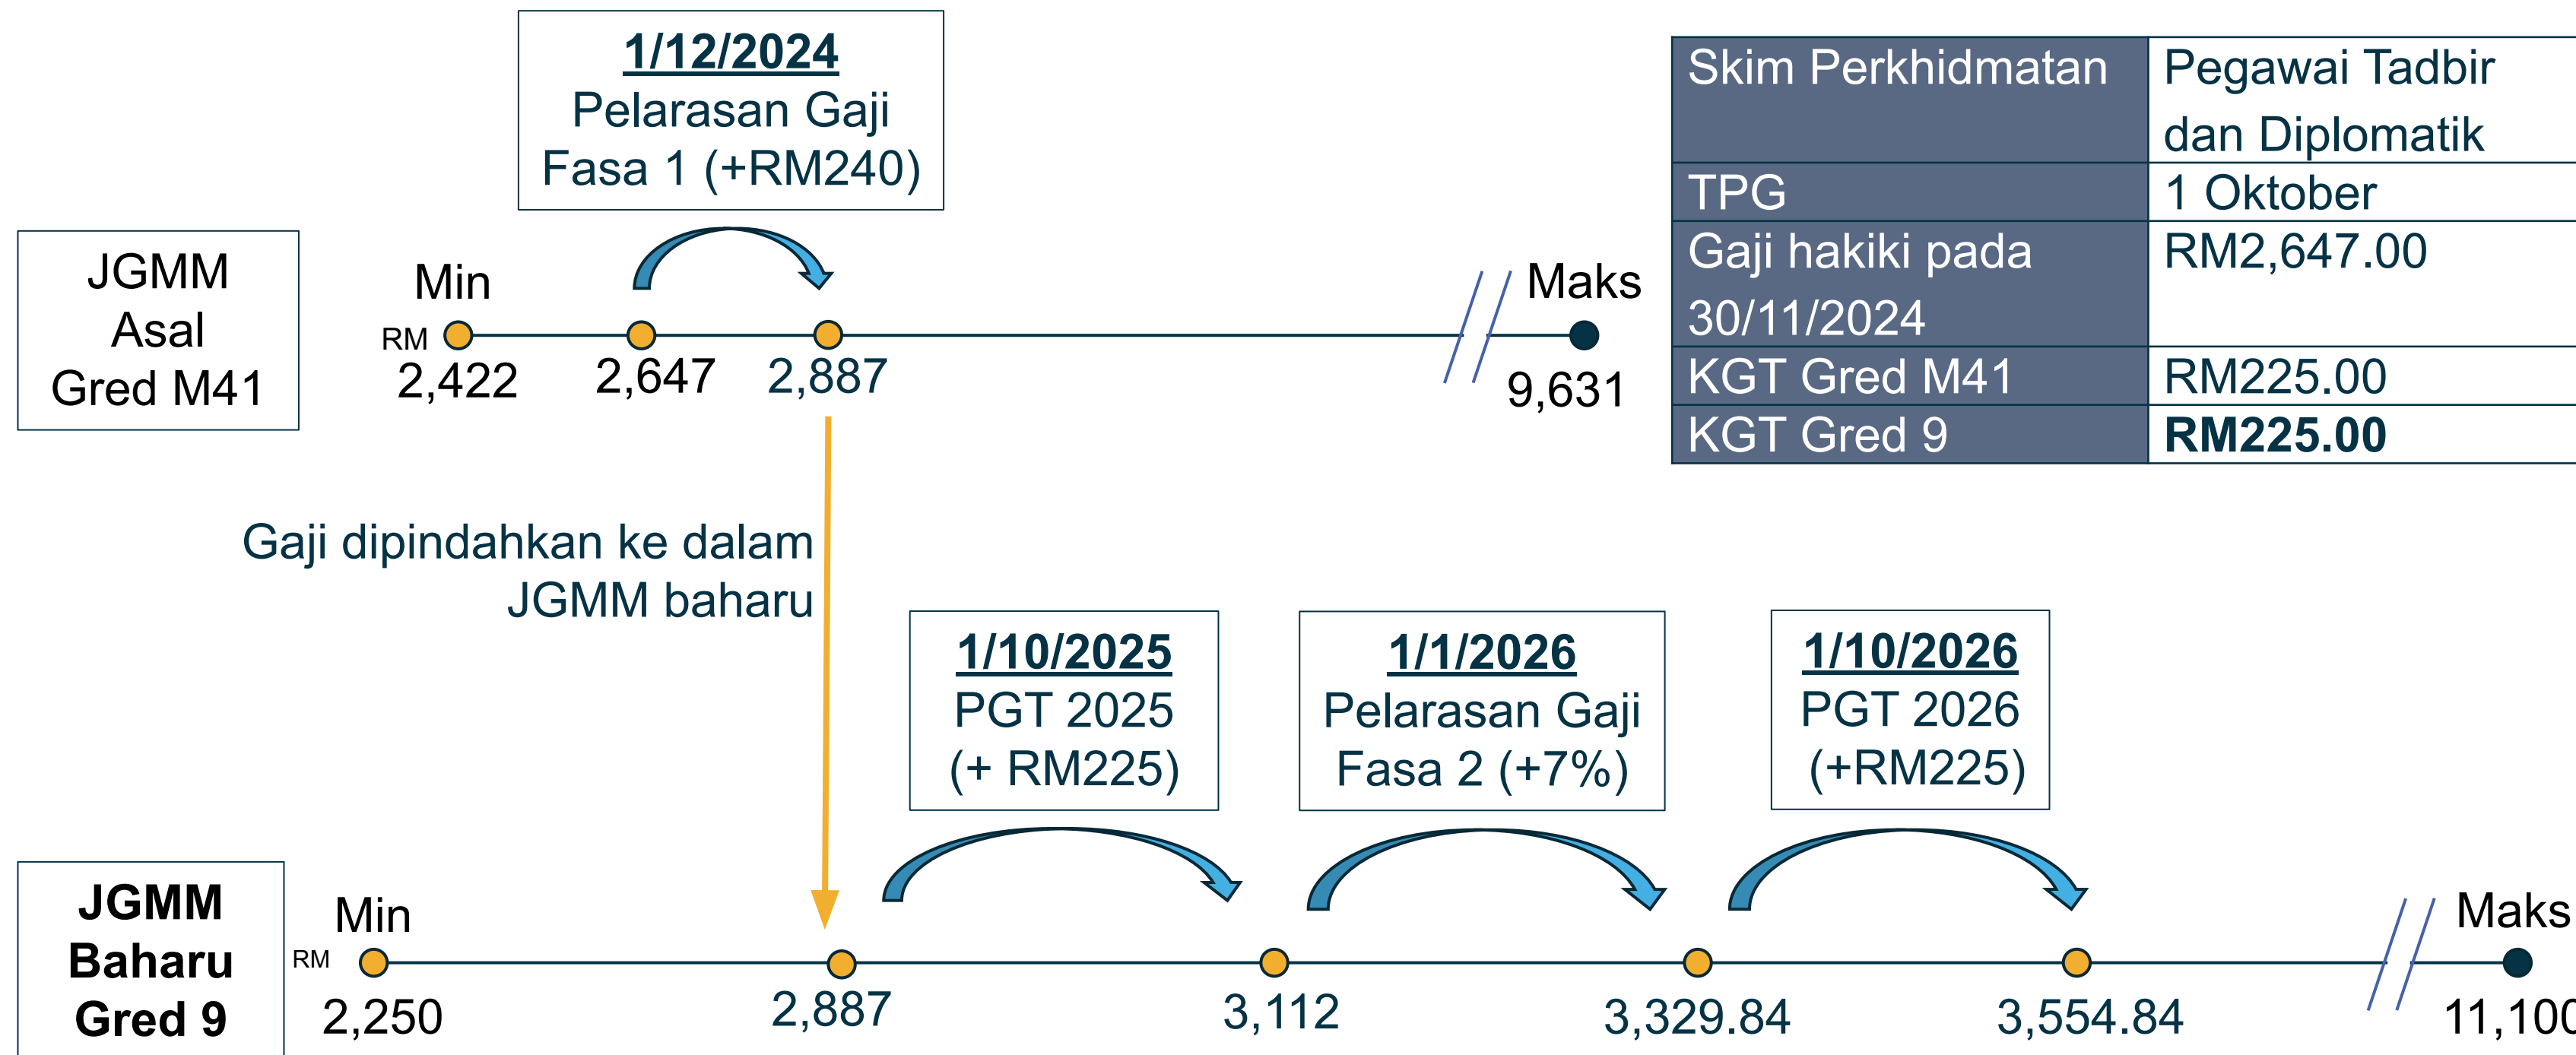 1/12/2024
Pelarasan Gaji
Fasa 1 (+RM240)
Skim Perkhidmatan
Pegawai Tadbir
dan Diplomatik
TPG
1 Oktober
Gaji hakiki pada
30/11/2024
RM2,647.00
KGT Gred M41
RM225.00
KGT Gred 9
RM225.00
JGMM
Asal
Gred M41
Min
Maks
RM
2,422
2,647
2,887
9,631
Gaji dipindahkan ke dalam
JGMM baharu
1/10/2025
PGT 2025
(+ RM225)
1/1/2026
Pelarasan Gaji
Fasa 2 (+7%)
1/10/2026
PGT 2026
(+RM225)
JGMM
Baharu
Gred 9
Min
Maks
RM
2,250
2,887
3,112
3,329.84
3,554.84
11,100